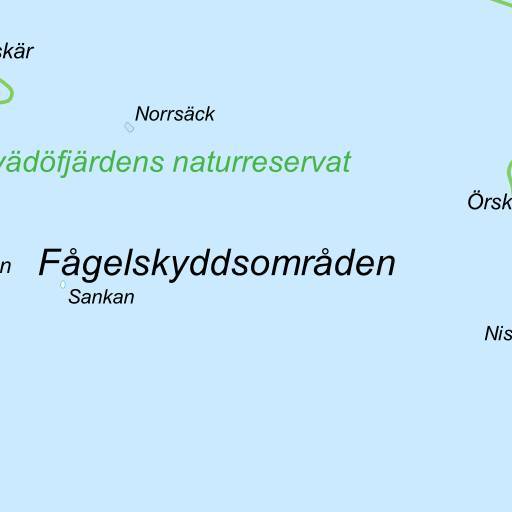 skär
Norrsäck
vädöfjärdens naturreservat
Örsk
n
Fågelskyddsområden
Sankan
Nis